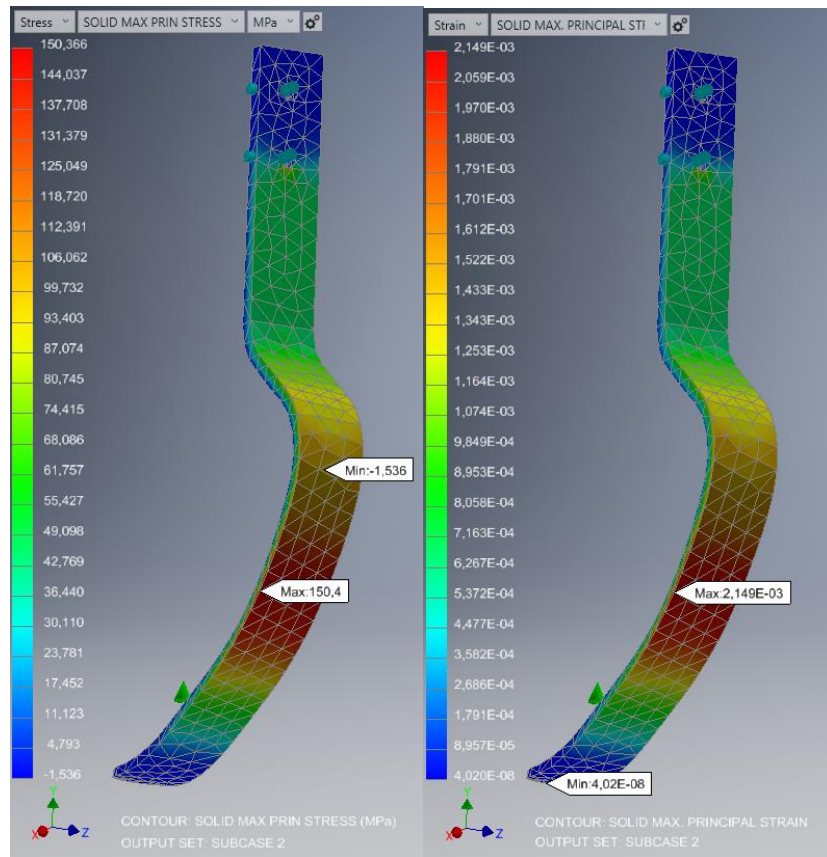 Stress SOLID MAX PRIN STRESS MPa
150,366
144,037
137,708
131,379
125,049
118,720
112,391
106,062
99,732
93,403
87,074
80,745
74,415
68,086
61,757
55,427
49,098
42,769
36,440
30,110
23,781
17,452
11,123
4,793
-1,536
Min:-1,536
Max:150,4
Y
X
Z
CONTOUR: SOLID MAX PRIN STRESS (MPa)
OUTPUT SET: SUBCASE 2
Strain SOLID MAX. PRINCIPAL STI
2,149E-03
2,059E-03
1,970E-03
1,880E-03
1,791E-03
1,701E-03
1,612E-03
1,522E-03
1,433E-03
1,343E-03
1,253E-03
1,164E-03
1,074E-03
9,849E-04
8,953E-04
8,058E-04
7,163E-04
6,267E-04
5,372E-04
4,477E-04
3,582E-04
2,686E-04
1,791E-04
8,957E-05
4,020E-08
Max:2,149E-03
Min:4,02E-08
Y
X
Z
CONTOUR: SOLID MAX. PRINCIPAL STRAIN
OUTPUT SET: SUBCASE 2